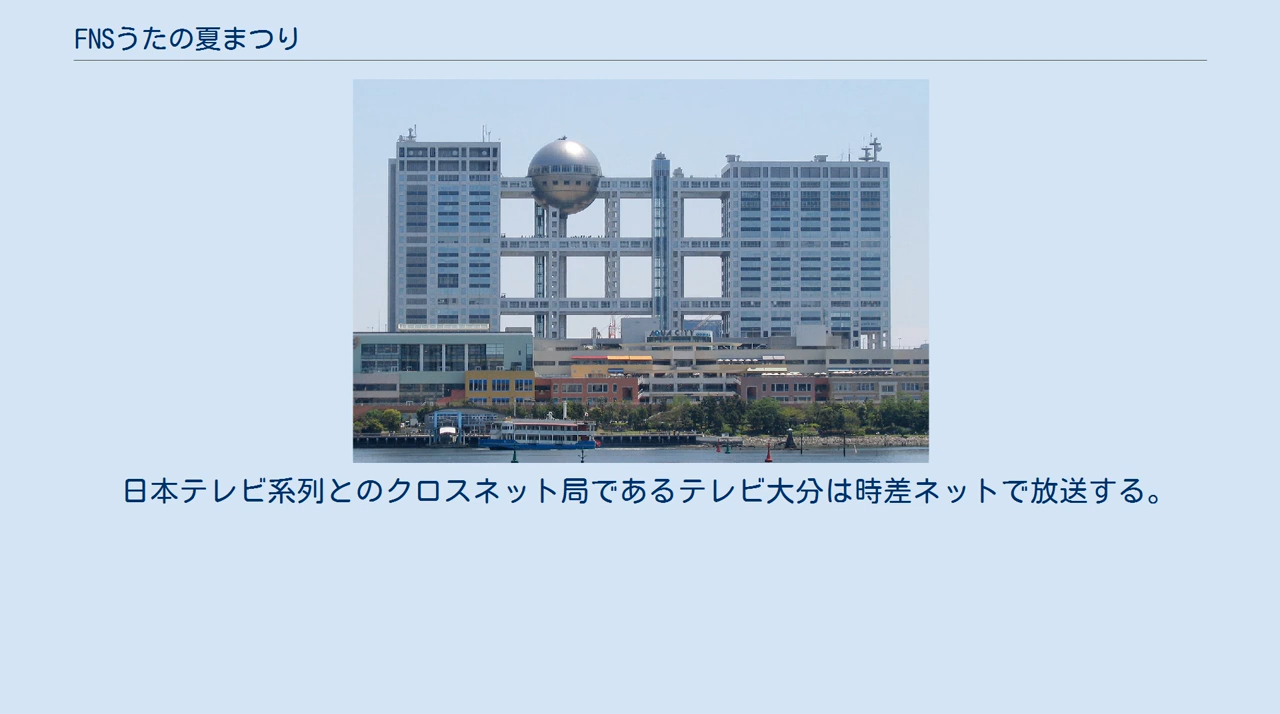 FNSうたの夏まつり
AQUA CITY
日本テレビ系列とのクロスネット局であるテレビ大分は時差ネットで放送する。